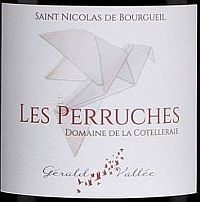 SAINT NICOLAS DE BOURGUEIL
LES PERRUCHES
DOMAINE DE LA COTELLERAIE
Gérald Vallée